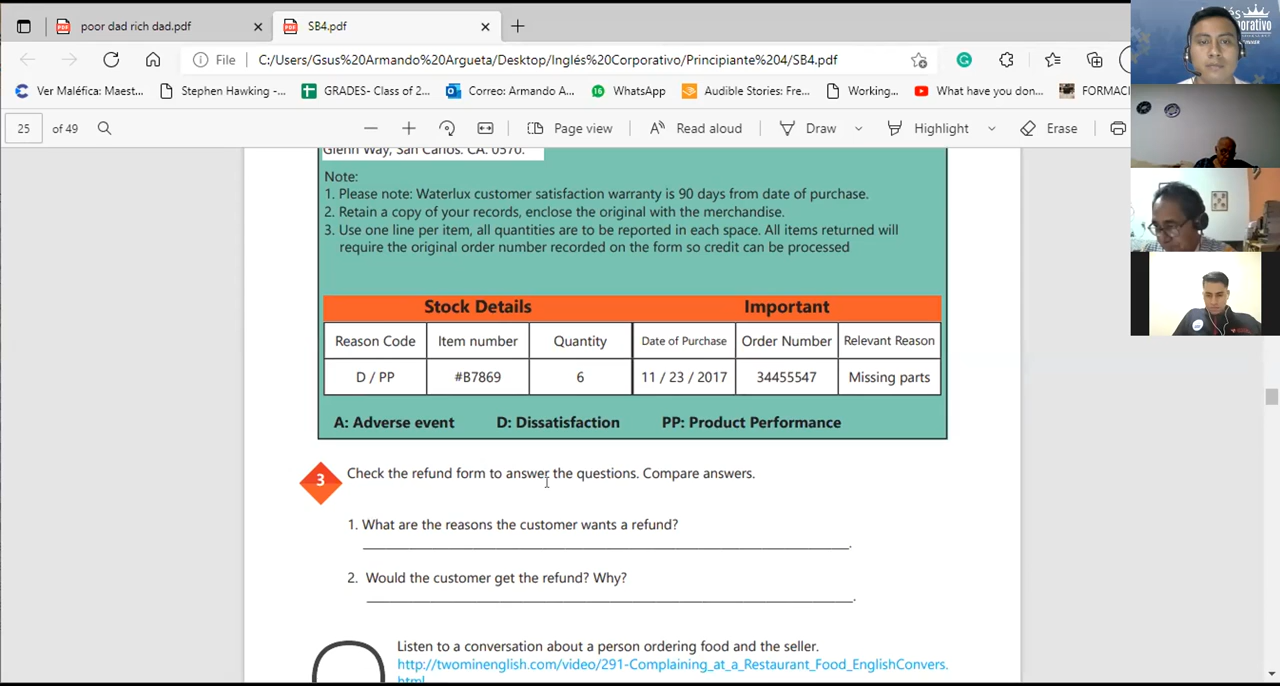 poor dad rich dad.pdf
SB4.pdf
File C:/Users/Gsus%20Armando%20Argueta/Desktop/Inglés%20Corporativo/Principiante%204/SB4.pdf
Ver Maléfica: Maest... Stephen Hawking -... GRADES- Class of 2... Correo: Armando A... WhatsApp Audible Stories: Fre... Working... What have you don... FORMACI
25 of 49 Page view Read aloud Draw Highlight Erase
Glenn Way, San Carlos. CA. 0570.
Note:
1. Please note: Waterlux customer satisfaction warranty is 90 days from date of purchase.
2. Retain a copy of your records, enclose the original with the merchandise.
3. Use one line per item, all quantities are to be reported in each space. All items returned will
require the original order number recorded on the form so credit can be processed
Stock Details Important
Reason Code Item number Quantity Date of Purchase Order Number Relevant Reason
D / PP #B7869 6 11 / 23 / 2017 34455547 Missing parts
A: Adverse event D: Dissatisfaction PP: Product Performance
3 Check the refund form to answer the questions. Compare answers.
1. What are the reasons the customer wants a refund?
2. Would the customer get the refund? Why?
Listen to a conversation about a person ordering food and the seller.
http://twominenglish.com/video/291-Complaining_at_a_Restaurant_Food_EnglishConvers.
html